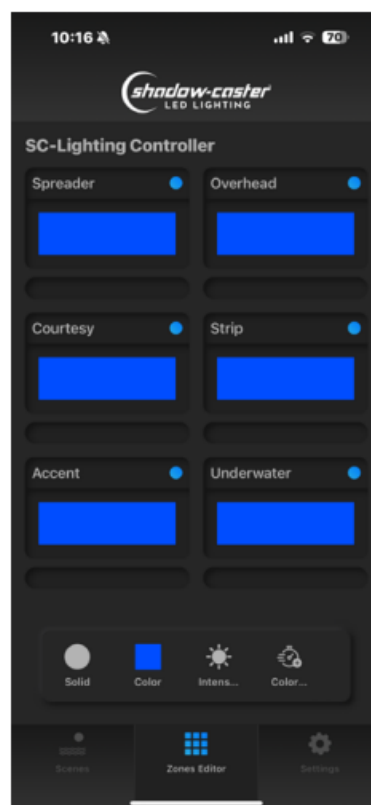 10:16 70
shadow-caster
LED LIGHTING
SC-Lighting Controller
Spreader Overhead
Courtesy Strip
Accent Underwater
Solid Color Intens... Color...
Scenes Zones Editor Settings